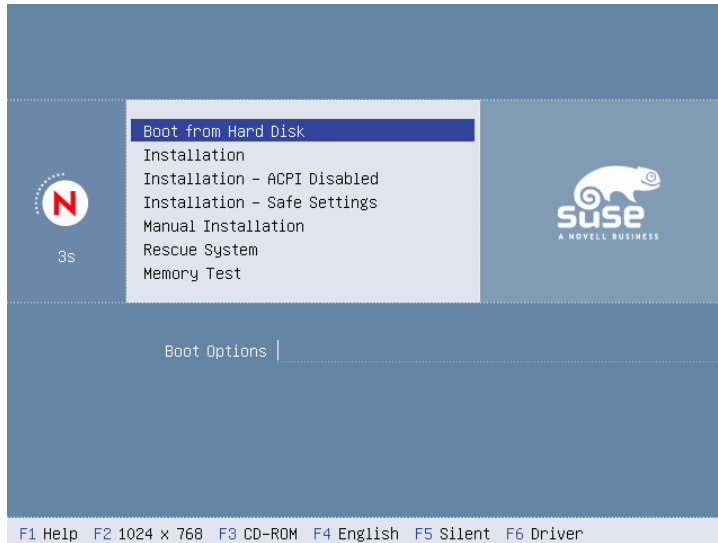 Boot from Hard Disk
Installation
Installation - ACPI Disabled
Installation - Safe Settings
Manual Installation
Rescue System
Memory Test
N
3s
SUSE
A NOVELL BUSINESS
Boot Options
F1 Help F2 1024 x 768 F3 CD-ROM F4 English F5 Silent F6 Driver